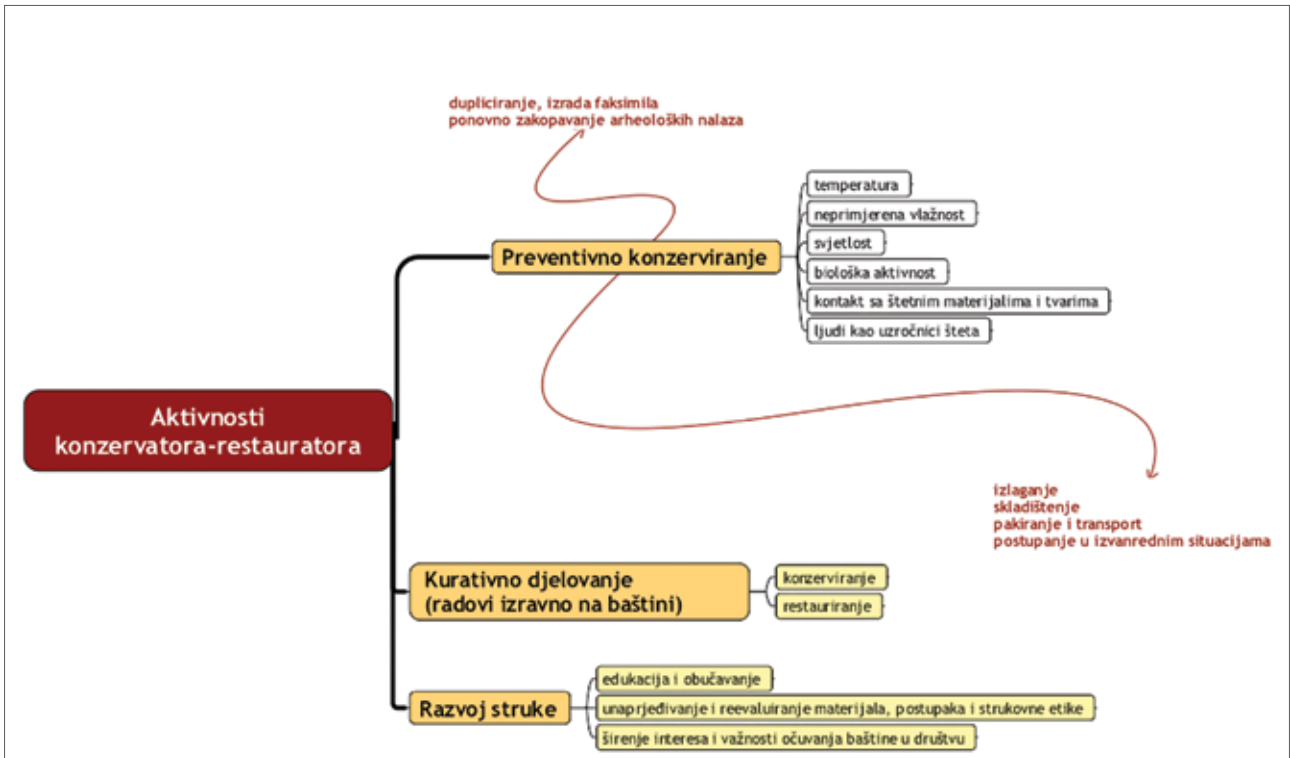 dupliciranje, izrada faksimila
ponovno zakopavanje arheoloških nalaza
temperatura
neprimjerena vlažnost
svjetlost
biološka aktivnost
kontakt sa štetnim materijalima i tvarima
ljudi kao uzročnici šteta
Preventivno konzerviranje
Aktivnosti
konzervatora-restauratora
izlaganje
skladištenje
pakiranje i transport
postupanje u izvanrednim situacijama
Kurativno djelovanje
(radovi izravno na baštini)
konzerviranje
restauriranje
Razvoj struke
edukacija i obučavanje
unaprjeđivanje i reevaluiranje materijala, postupaka i strukovne etike
širenje interesa i važnosti očuvanja baštine u društvu